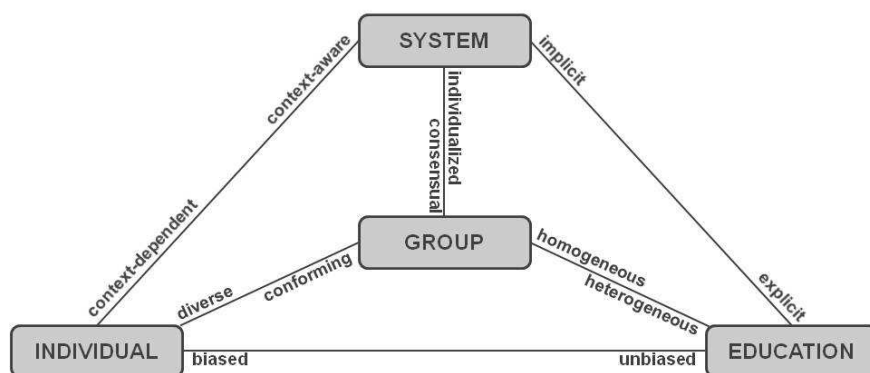 SYSTEM
context-aware
implicit
individualized
consensual
context-dependent
GROUP
homogeneous
heterogeneous
explicit
diverse
conforming
INDIVIDUAL
biased
unbiased
EDUCATION